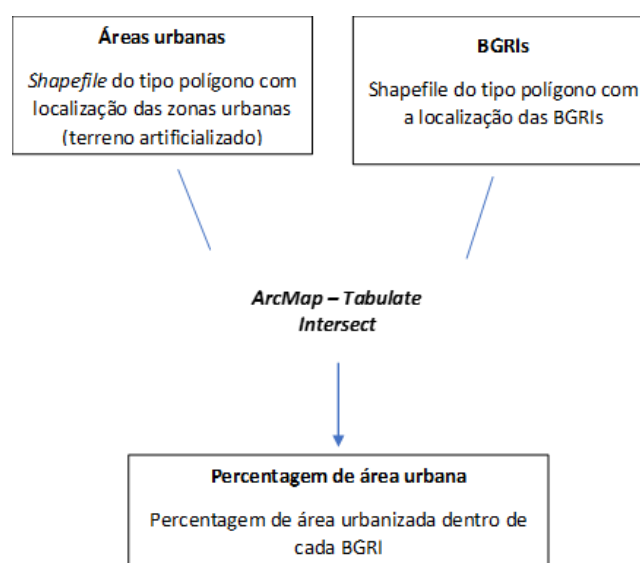 Áreas urbanas
Shapefile do tipo polígono com
localização das zonas urbanas
(terreno artificializado)
BGRIs
Shapefile do tipo polígono com
a localização das BGRIs
ArcMap – Tabulate
Intersect
Percentagem de área urbana
Percentagem de área urbanizada dentro de
cada BGRI